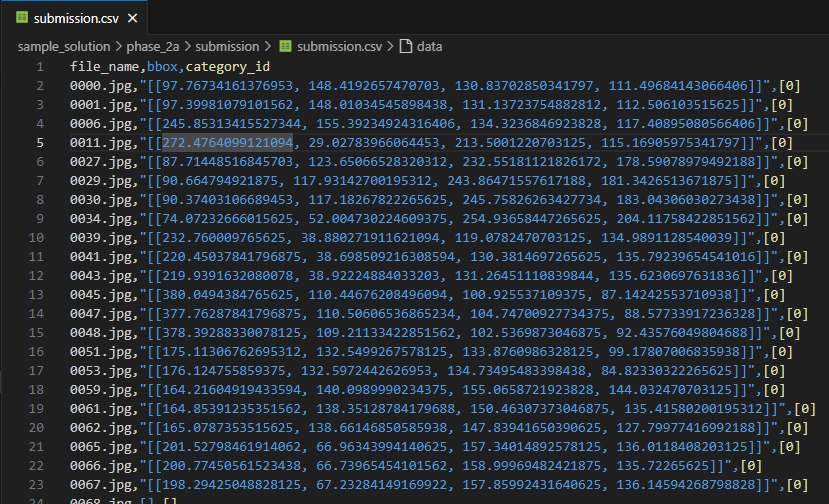 submission.csv
sample_solution > phase_2a > submission > submission.csv > data
1 file_name,bbox,category_id
2 0000.jpg,"[[97.76734161376953, 148.4192657470703, 130.83702850341797, 111.49684143066406]]",[0]
3 0001.jpg,"[[97.39981079101562, 148.01034545898438, 131.13723754882812, 112.506103515625]]",[0]
4 0006.jpg,"[[245.85313415527344, 155.39234924316406, 134.3236846923828, 117.40895080566406]]",[0]
5 0011.jpg,"[[272.4764099121094, 29.02783966064453, 213.5001220703125, 115.16905975341797]]",[0]
6 0027.jpg,"[[87.71448516845703, 123.65066528320312, 232.55181121826172, 178.59078979492188]]",[0]
7 0029.jpg,"[[90.664794921875, 117.93142700195312, 243.86471557617188, 181.3426513671875]]",[0]
8 0030.jpg,"[[90.37403106689453, 117.18267822265625, 245.75826263427734, 183.04306030273438]]",[0]
9 0034.jpg,"[[74.07232666015625, 52.004730224609375, 254.93658447265625, 204.11758422851562]]",[0]
10 0039.jpg,"[[232.760009765625, 38.880271911621094, 119.0782470703125, 134.9891128540039]]",[0]
11 0041.jpg,"[[220.45037841796875, 38.698509216308594, 130.3814697265625, 135.79239654541016]]",[0]
12 0043.jpg,"[[219.9391632080078, 38.92224884033203, 131.26451110839844, 135.6230697631836]]",[0]
13 0045.jpg,"[[380.0494384765625, 110.44676208496094, 100.925537109375, 87.14242553710938]]",[0]
14 0047.jpg,"[[377.76287841796875, 110.50606536865234, 104.74700927734375, 88.57733917236328]]",[0]
15 0048.jpg,"[[378.39288330078125, 109.21133422851562, 102.5369873046875, 92.43576049804688]]",[0]
16 0051.jpg,"[[175.11306762695312, 132.5499267578125, 133.8760986328125, 99.17807006835938]]",[0]
17 0053.jpg,"[[176.124755859375, 132.5972442626953, 134.73495483398438, 84.82330322265625]]",[0]
18 0059.jpg,"[[164.21604919433594, 140.0989990234375, 155.0658721923828, 144.032470703125]]",[0]
19 0061.jpg,"[[164.85391235351562, 138.35128784179688, 150.46307373046875, 135.41580200195312]]",[0]
20 0062.jpg,"[[165.0787353515625, 138.66146850585938, 147.83941650390625, 127.79977416992188]]",[0]
21 0065.jpg,"[[201.52798461914062, 66.96343994140625, 157.34014892578125, 136.0118408203125]]",[0]
22 0066.jpg,"[[200.77450561523438, 66.73965454101562, 158.99969482421875, 135.72265625]]",[0]
23 0067.jpg,"[[198.29425048828125, 67.23284149169922, 157.85992431640625, 136.14594268798828]]",[0]
24 0068.jpg,[],[]